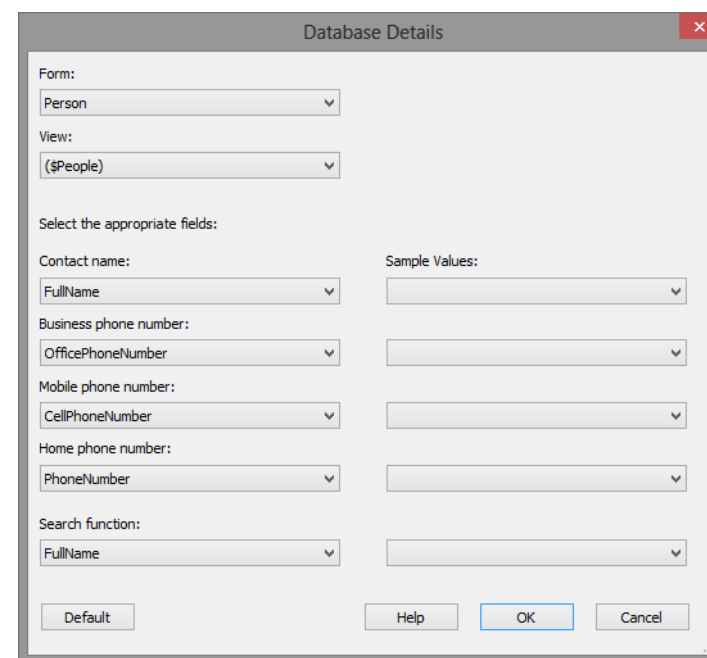 Database Details
Form:
Person
View:
($People)
Select the appropriate fields:
Contact name:
Sample Values:
FullName
Business phone number:
OfficePhoneNumber
Mobile phone number:
CellPhoneNumber
Home phone number:
PhoneNumber
Search function:
FullName
Default
Help
OK
Cancel